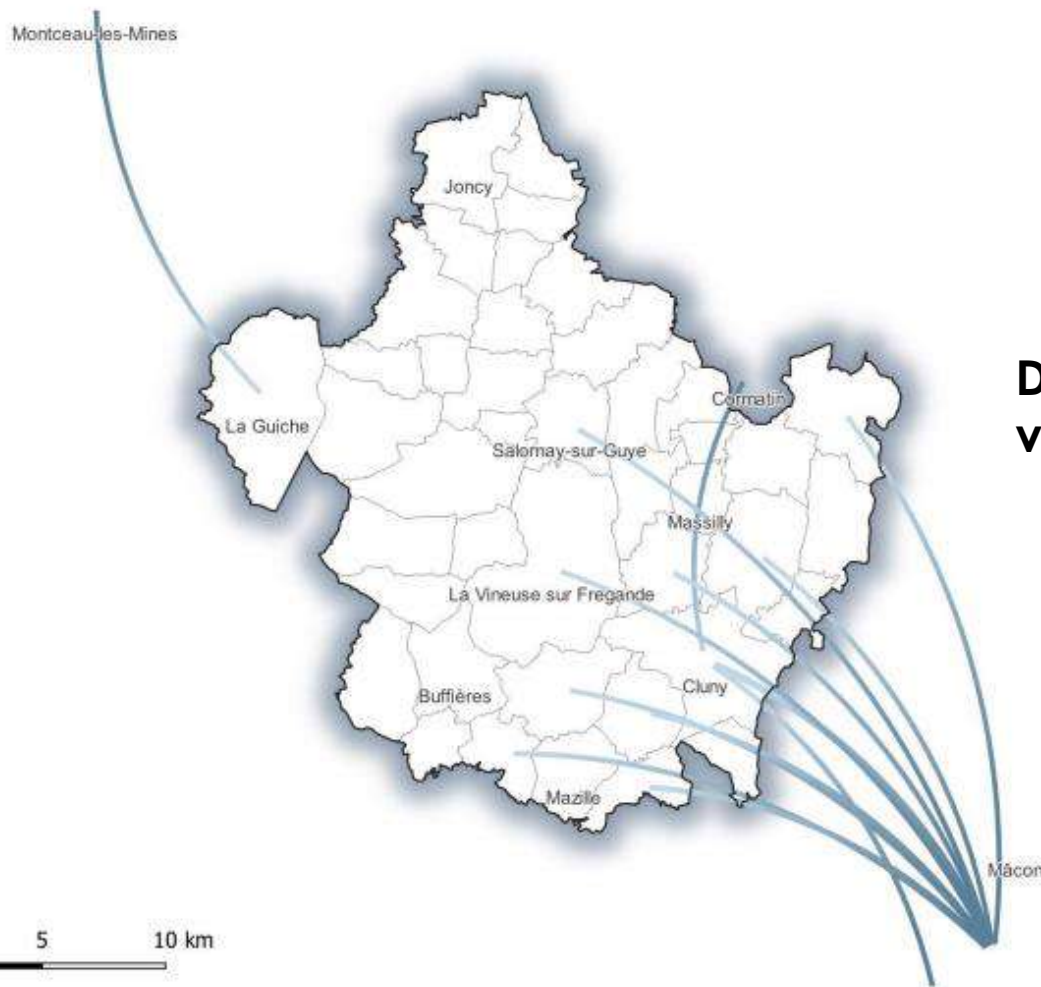 Montceau-les-Mines
Joncy
D
v
Cormatin
La Guiche
Salornay-sur-Guye
Massilly
La Vineuse sur Fregande
Cluny
Buffières
Mazille
Mâcon
5 10 km